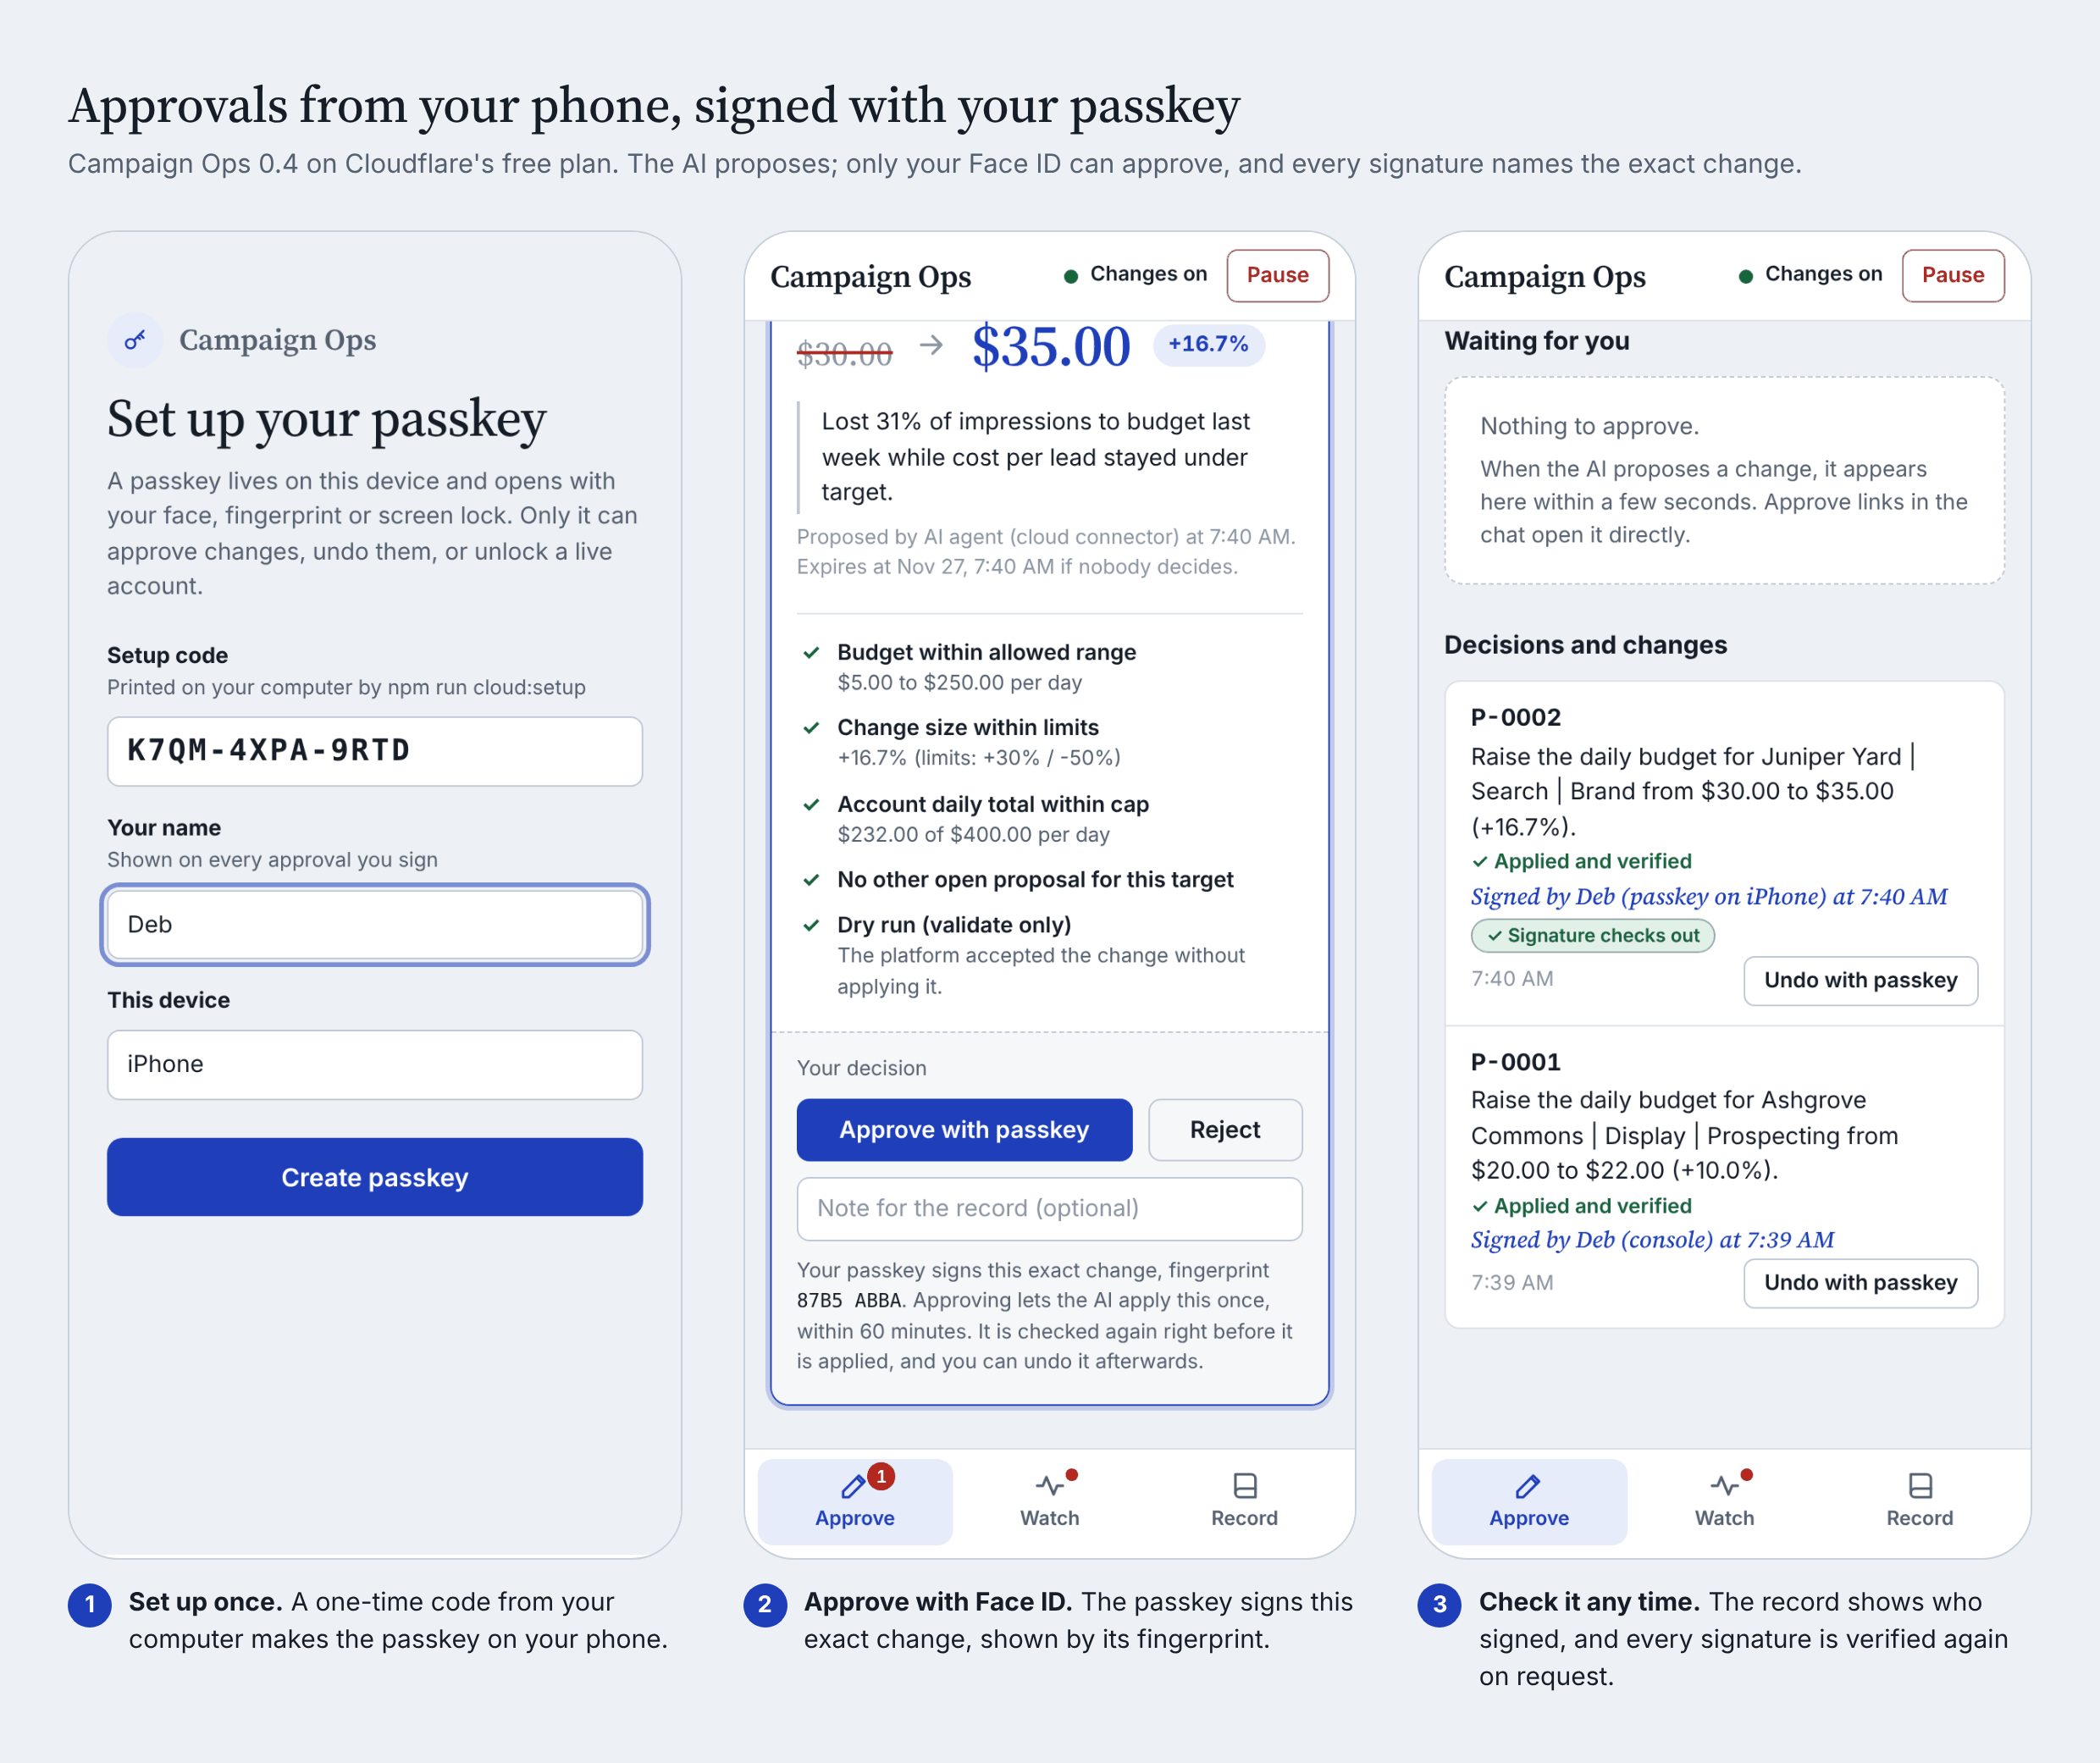 Approvals from your phone, signed with your passkey
Campaign Ops 0.4 on Cloudflare's free plan. The AI proposes; only your Face ID can approve, and every signature names the exact change.
Campaign Ops
Set up your passkey
A passkey lives on this device and opens with
your face, fingerprint or screen lock. Only it can
approve changes, undo them, or unlock a live
account.
Setup code
Printed on your computer by npm run cloud:setup
K7QM-4XPA-9RTD
Your name
Shown on every approval you sign
Deb
This device
iPhone
Create passkey
1 Set up once. A one-time code from your
computer makes the passkey on your phone.
Campaign Ops Changes on Pause
$30.00 → $35.00 +16.7%
Lost 31% of impressions to budget last
week while cost per lead stayed under
target.
Proposed by AI agent (cloud connector) at 7:40 AM.
Expires at Nov 27, 7:40 AM if nobody decides.
✓ Budget within allowed range
$5.00 to $250.00 per day
✓ Change size within limits
+16.7% (limits: +30% / -50%)
✓ Account daily total within cap
$232.00 of $400.00 per day
✓ No other open proposal for this target
✓ Dry run (validate only)
The platform accepted the change without
applying it.
Your decision
Approve with passkey Reject
Note for the record (optional)
Your passkey signs this exact change, fingerprint
87B5 ABBA. Approving lets the AI apply this once,
within 60 minutes. It is checked again right before it
is applied, and you can undo it afterwards.
1
Approve Watch Record
2 Approve with Face ID. The passkey signs this
exact change, shown by its fingerprint.
Campaign Ops Changes on Pause
Waiting for you
Nothing to approve.
When the AI proposes a change, it appears
here within a few seconds. Approve links in the
chat open it directly.
Decisions and changes
P-0002
Raise the daily budget for Juniper Yard |
Search | Brand from $30.00 to $35.00
(+16.7%).
✓ Applied and verified
Signed by Deb (passkey on iPhone) at 7:40 AM
✓ Signature checks out
7:40 AM Undo with passkey
P-0001
Raise the daily budget for Ashgrove
Commons | Display | Prospecting from
$20.00 to $22.00 (+10.0%).
✓ Applied and verified
Signed by Deb (console) at 7:39 AM
7:39 AM Undo with passkey
Approve Watch Record
3 Check it any time. The record shows who
signed, and every signature is verified again
on request.